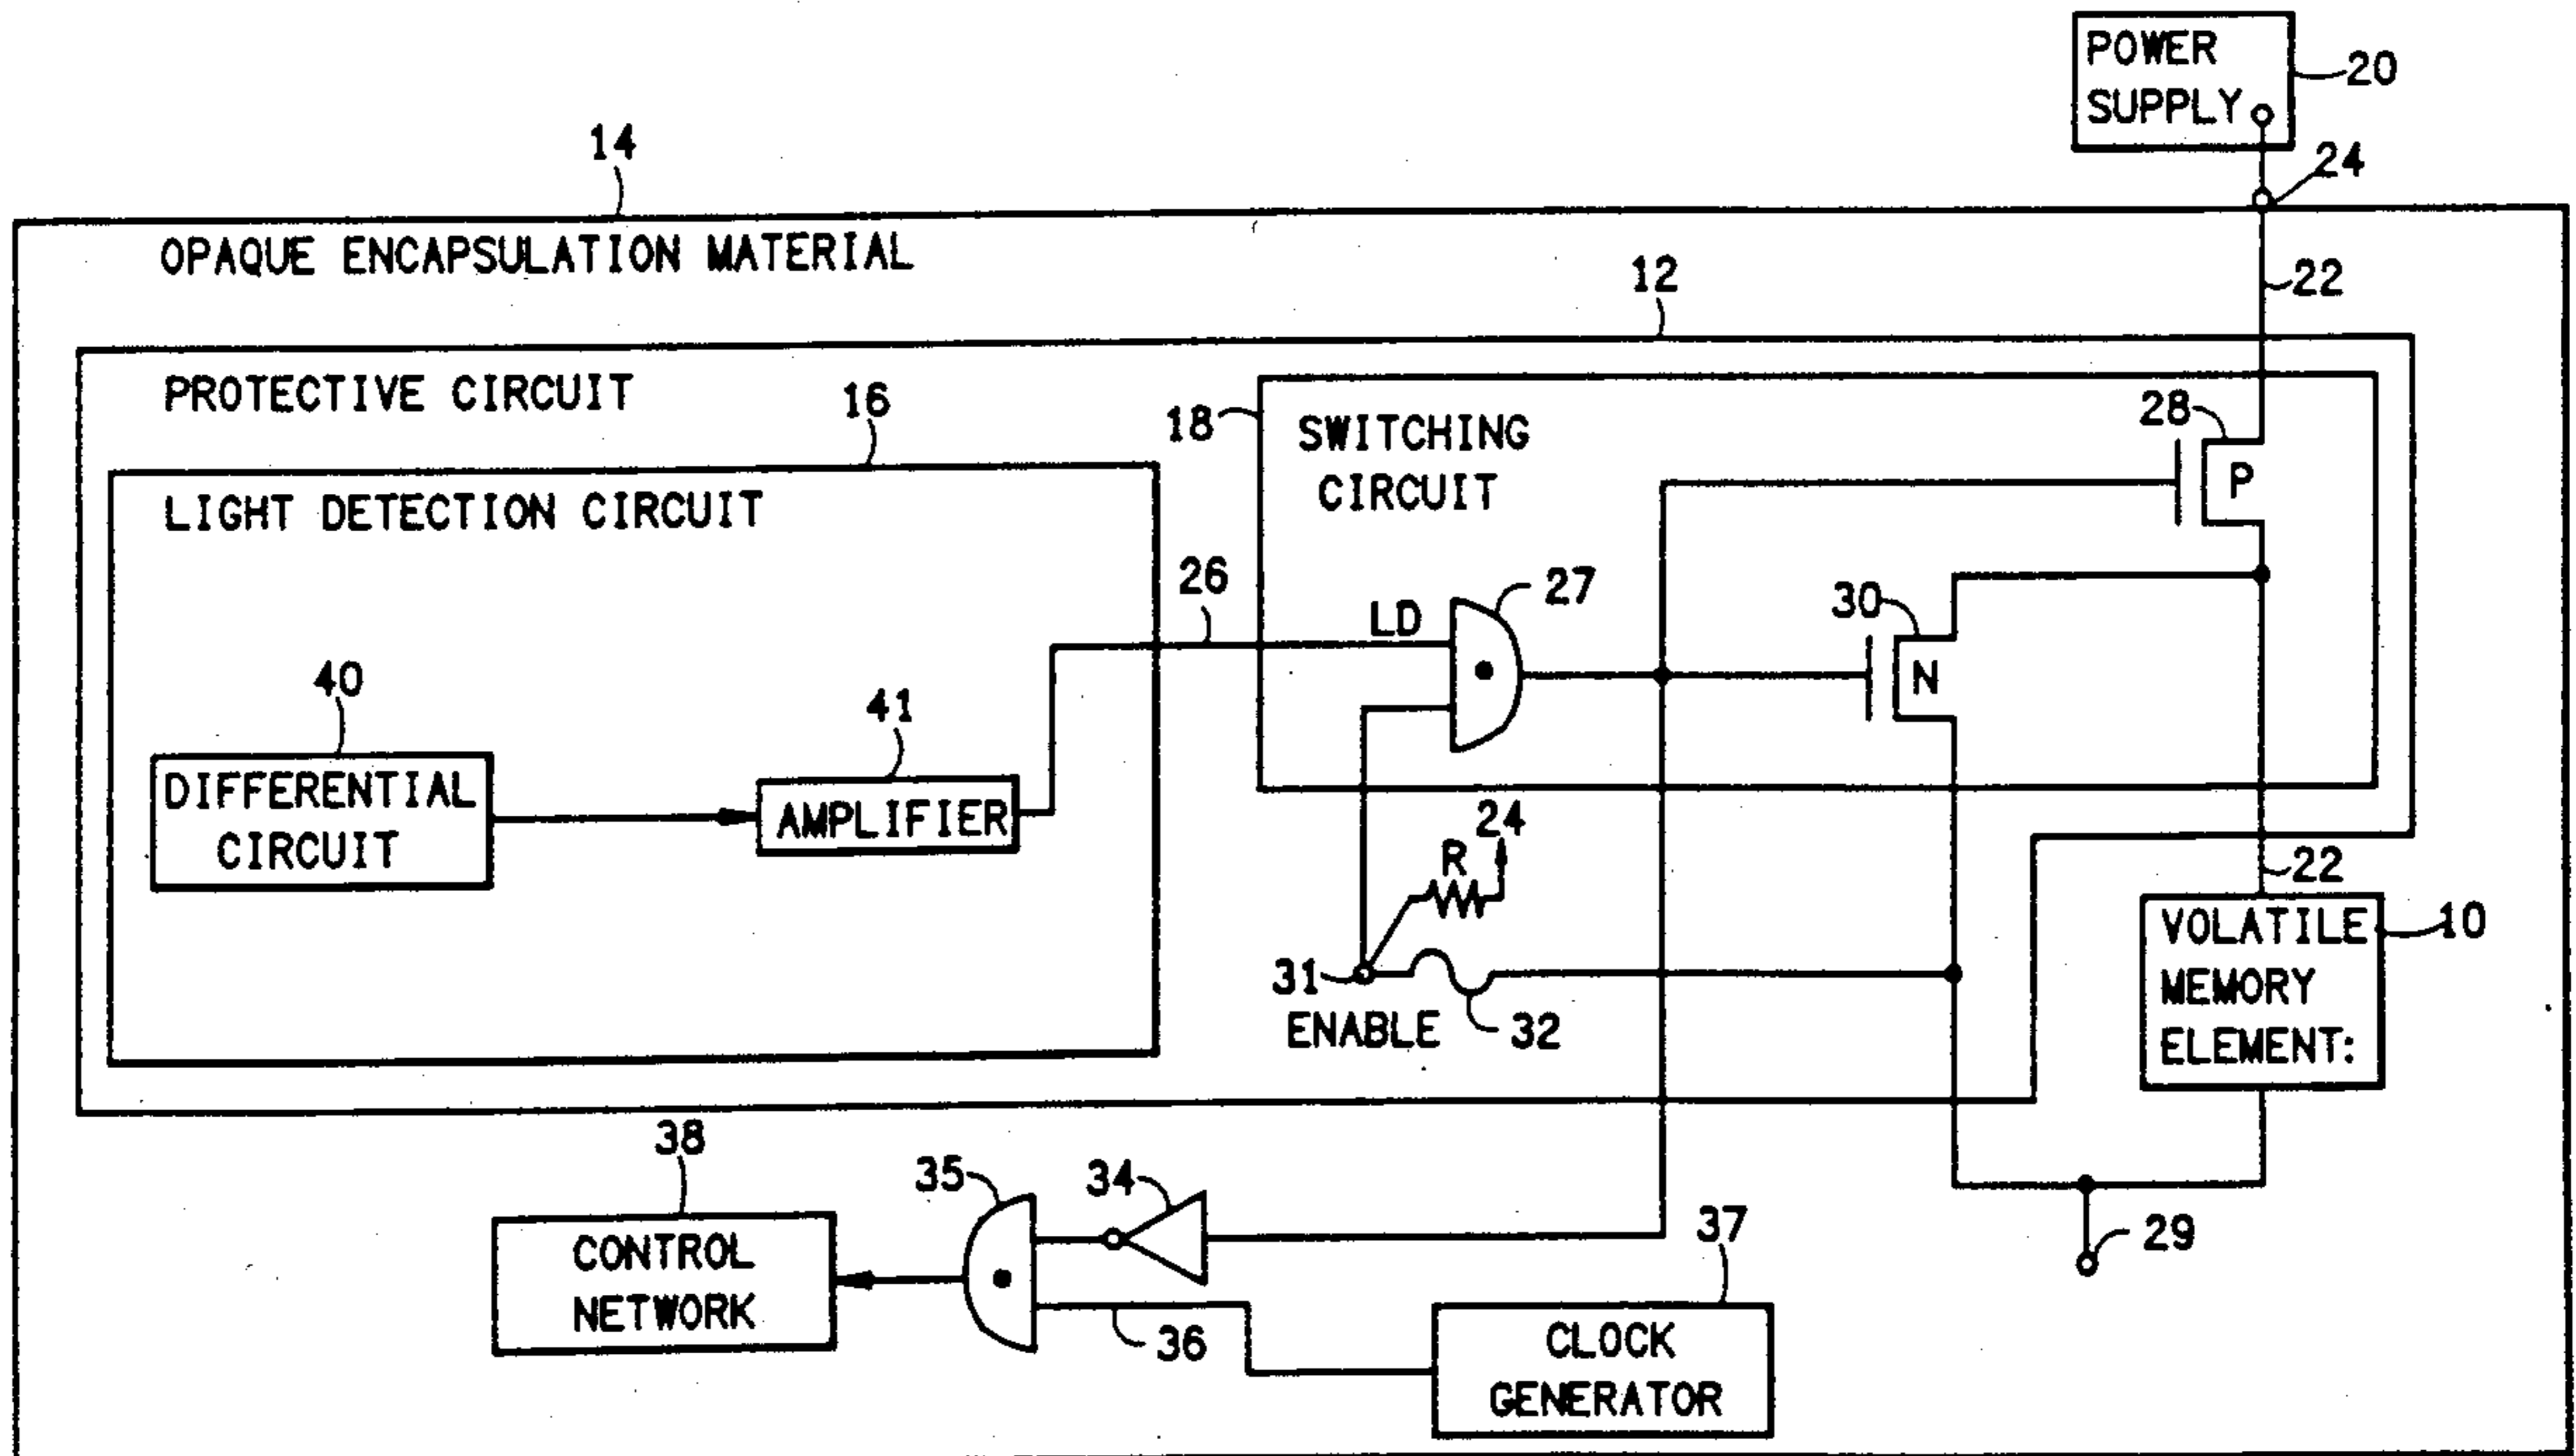 POWER
SUPPLY
20
24
14
OPAQUE ENCAPSULATION MATERIAL
22
12
PROTECTIVE CIRCUIT
16
18
SWITCHING
CIRCUIT
28
P
LIGHT DETECTION CIRCUIT
26
LD
27
30
N
40
41
DIFFERENTIAL
CIRCUIT
AMPLIFIER
24
R
22
31
ENABLE
32
VOLATILE
MEMORY
ELEMENT:
10
38
35
34
37
29
CONTROL
NETWORK
36
CLOCK
GENERATOR